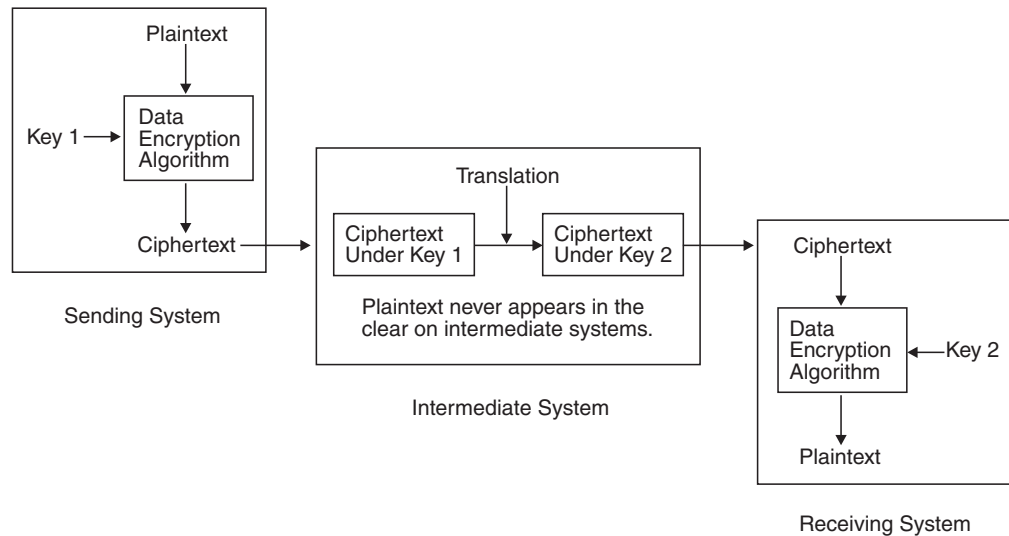 Plaintext
Key 1
Data
Encryption
Algorithm
Ciphertext
Sending System
Translation
Ciphertext
Under Key 1
Ciphertext
Under Key 2
Plaintext never appears in the
clear on intermediate systems.
Intermediate System
Ciphertext
Data
Encryption
Algorithm
Key 2
Plaintext
Receiving System